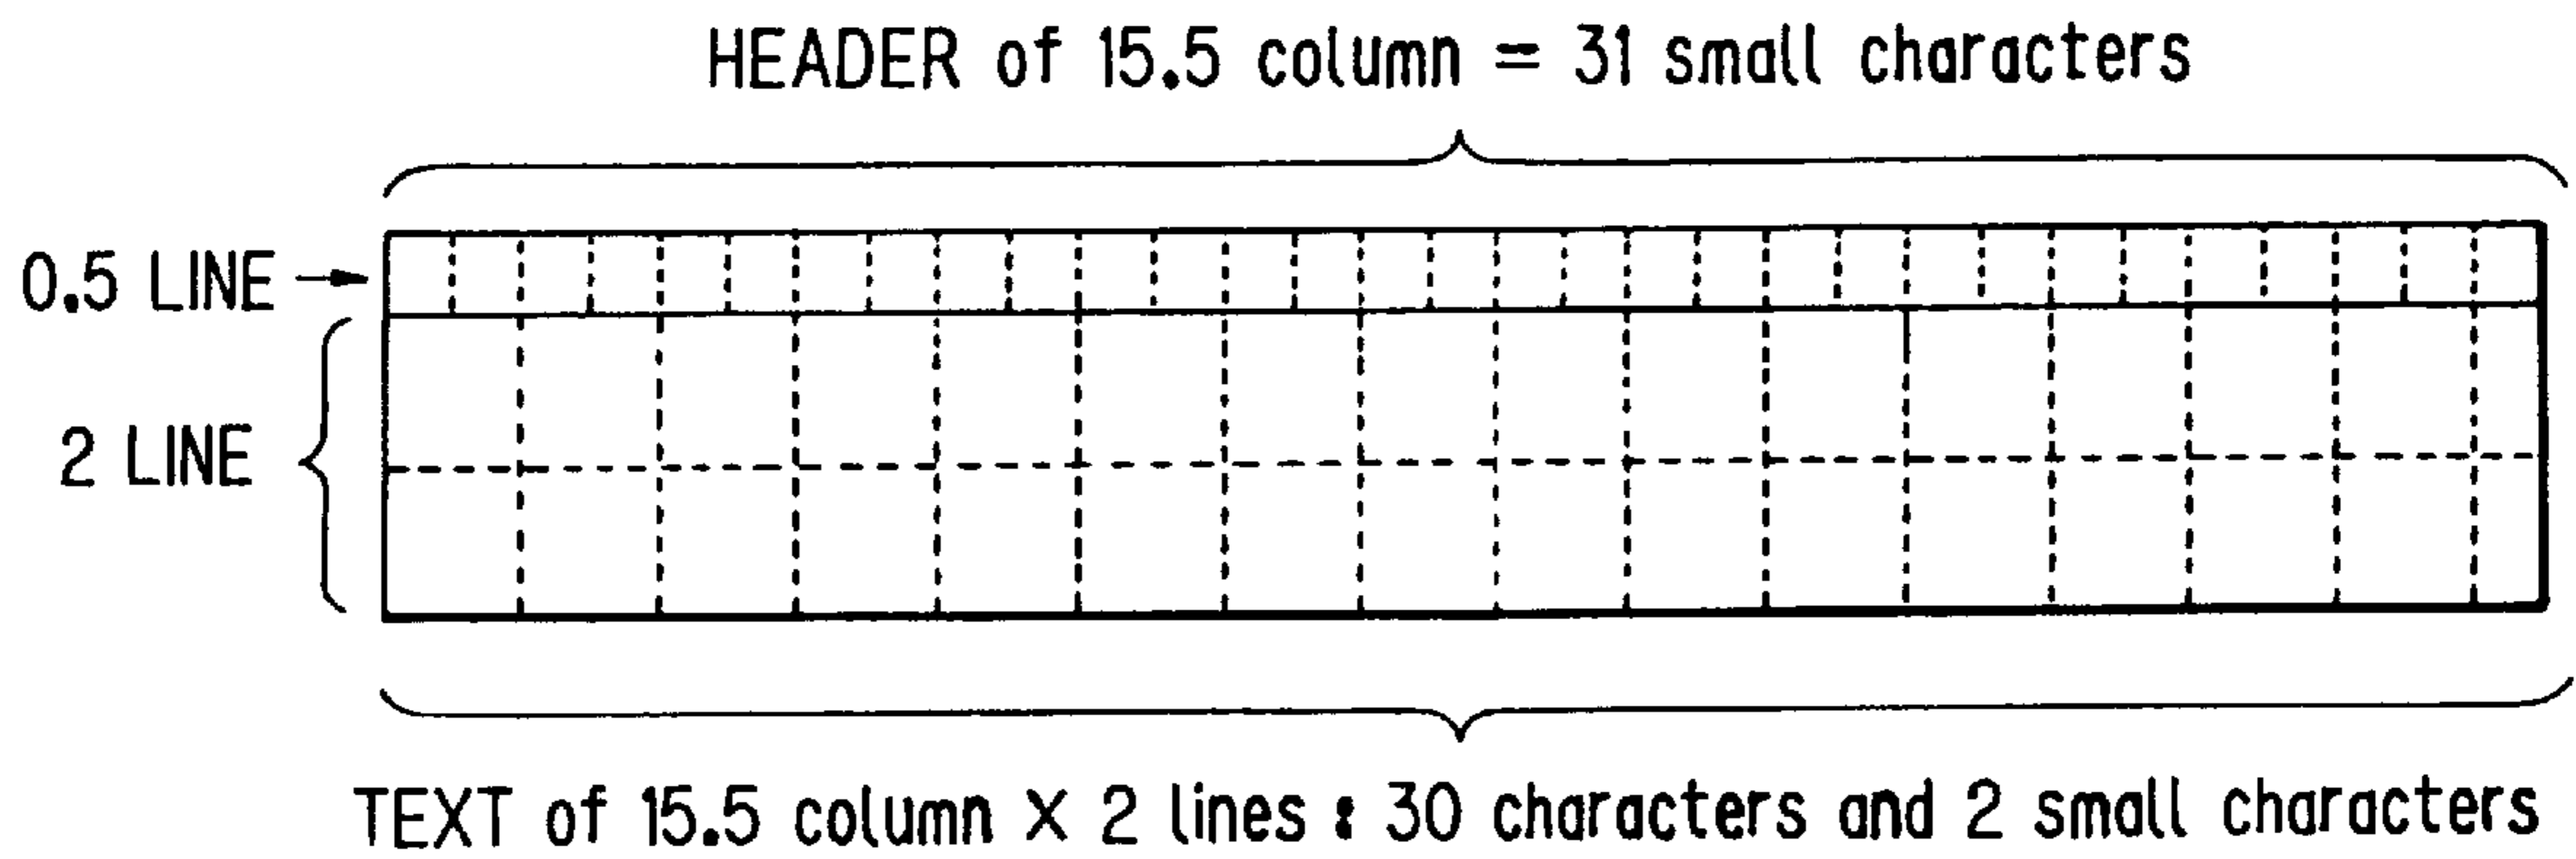 HEADER of 15.5 column = 31 small characters
0.5 LINE
2 LINE
TEXT of 15.5 column X 2 lines : 30 characters and 2 small characters